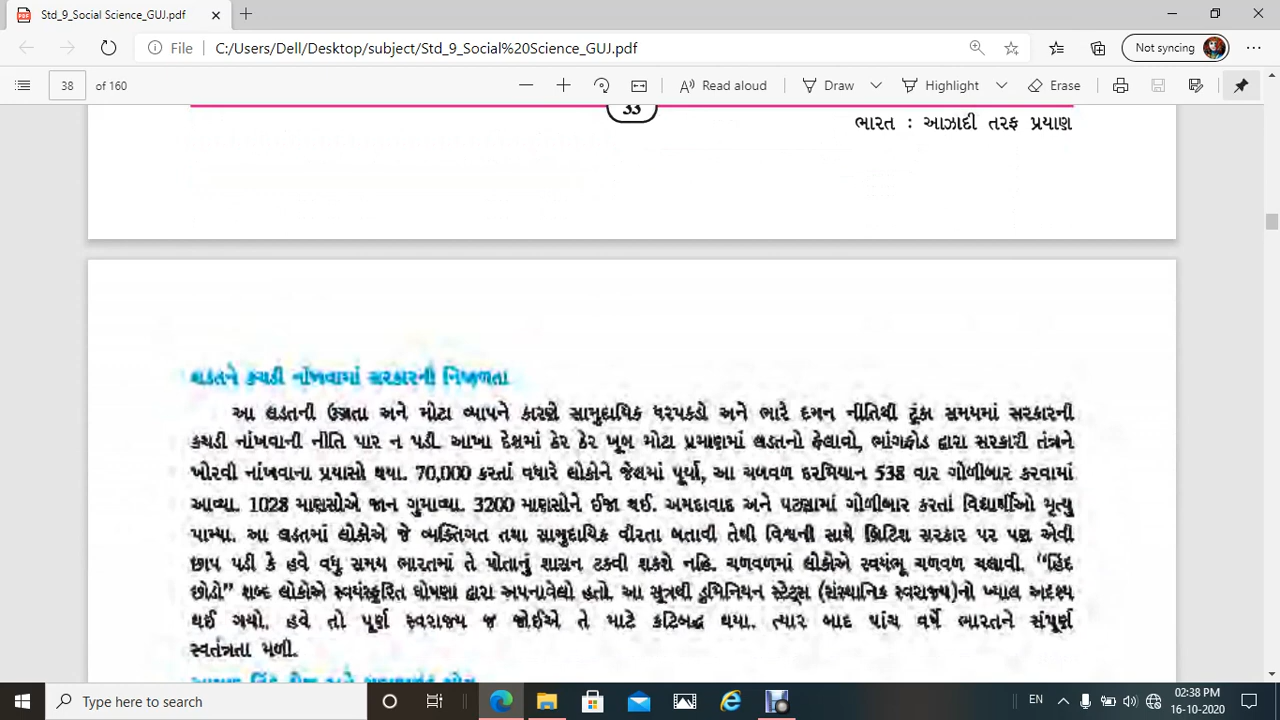 Std_9_Social Science_GUJ.pdf
File C:/Users/Dell/Desktop/subject/Std_9_Social%20Science_GUJ.pdf Not syncing
38 of 160 Read aloud Draw Highlight Erase
33
ભારત : આઝાદી તરફ પ્રયાણ
લડતને કચડી નાંખવામાં સરકારની નિષ્ફળતા
આ લડતની ઉગ્રતા અને મોટા વ્યાપને કારણે સામુદાયિક ધરપકડો અને ભારે દમન નીતિથી ટૂંકા સમયમાં સરકારની
કચડી નાંખવાની નીતિ પાર ન પડી. આખા દેશમાં ઠેર ઠેર ખૂબ મોટા પ્રમાણમાં લડતનો ફેલાવો, ભાંગફોડ દ્વારા સરકારી તંત્રને
ખોરવી નાંખવાના પ્રયાસો થયા. 70,000 કરતાં વધારે લોકોને જેલમાં પૂર્યા, આ ચળવળ દરમિયાન 538 વાર ગોળીબાર કરવામાં
આવ્યા. 1028 માણસોએ જાન ગુમાવ્યા. 3200 માણસોને ઈજા થઈ. અમદાવાદ અને પટણામાં ગોળીબાર કરતાં વિદ્યાર્થીઓ મૃત્યુ
પામ્યા. આ લડતમાં લોકોએ જે વ્યક્તિગત તથા સામુદાયિક વીરતા બતાવી તેથી વિશ્વની સાથે બ્રિટિશ સરકાર પર પણ એવી
છાપ પડી કે હવે વધુ સમય ભારતમાં તે પોતાનું શાસન ટકવી શકશે નહિ. ચળવળમાં લોકોએ સ્વયંભૂ ચળવળ ચલાવી. “હિંદ
છોડો” શબ્દ લોકોએ સ્વયંસ્ફુરિત ઘોષણા દ્વારા અપનાવેલો હતો. આ સૂત્રથી ડુમિનિયન સ્ટેટ્સ (સંસ્થાનિક સ્વરાજ્ય)નો ખ્યાલ અદૃશ્ય
થઈ ગયો. હવે તો પૂર્ણ સ્વરાજ્ય જ જોઈએ તે માટે કટિબદ્ધ થયા. ત્યાર બાદ પાંચ વર્ષે ભારતને સંપૂર્ણ
સ્વતંત્રતા મળી.
Type here to search EN 02:38 PM
16-10-2020